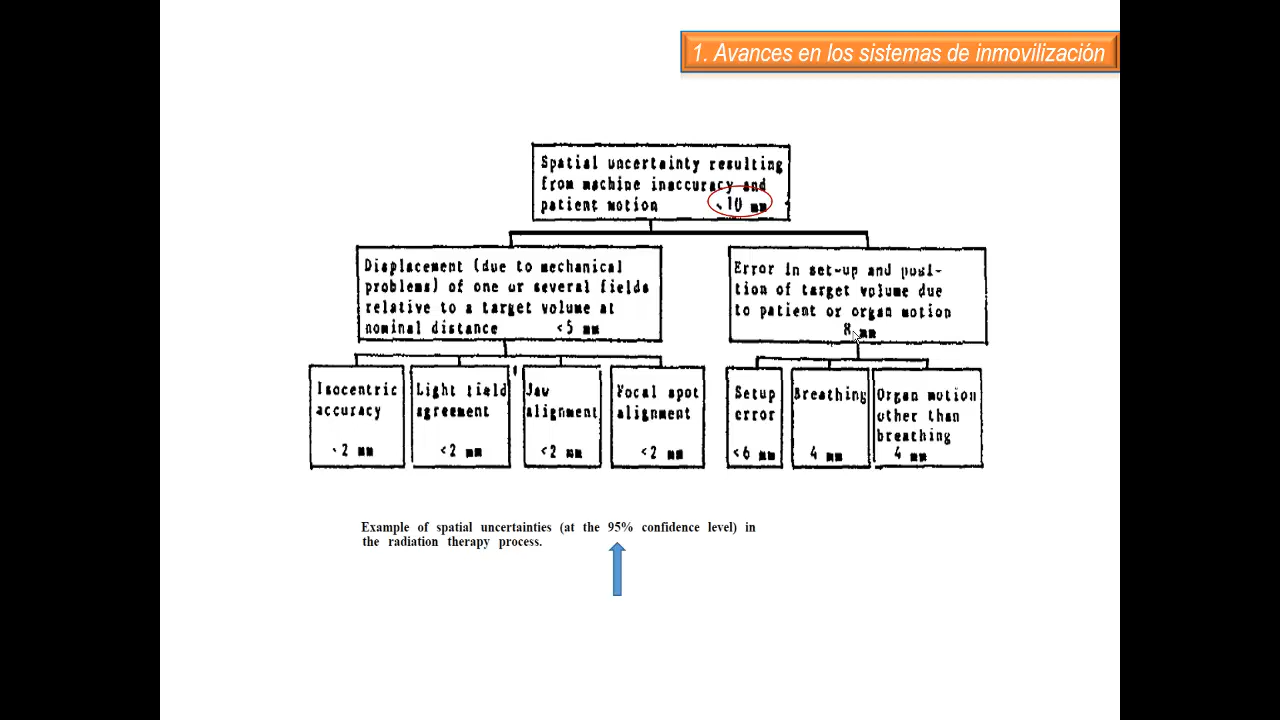 1. Avances en los sistemas de inmovilización
Spatial uncertainty resulting
from machine inaccuracy and
patient motion 10 mm
Displacement (due to mechanical
problems) of one or several fields
relative to a target volume at
nominal distance <5 mm
Error in set-up and posi-
tion of target volume due
to patient or organ motion
8 mm
Isocentric
accuracy
2 mm
Light field
agreement
<2 mm
Jaw
alignment
<2 mm
Focal spot
alignment
<2 mm
Setup
error
<6 mm
Breathing
4 mm
Organ motion
other than
breathing
4 mm
Example of spatial uncertainties (at the 95% confidence level) in
the radiation therapy process.